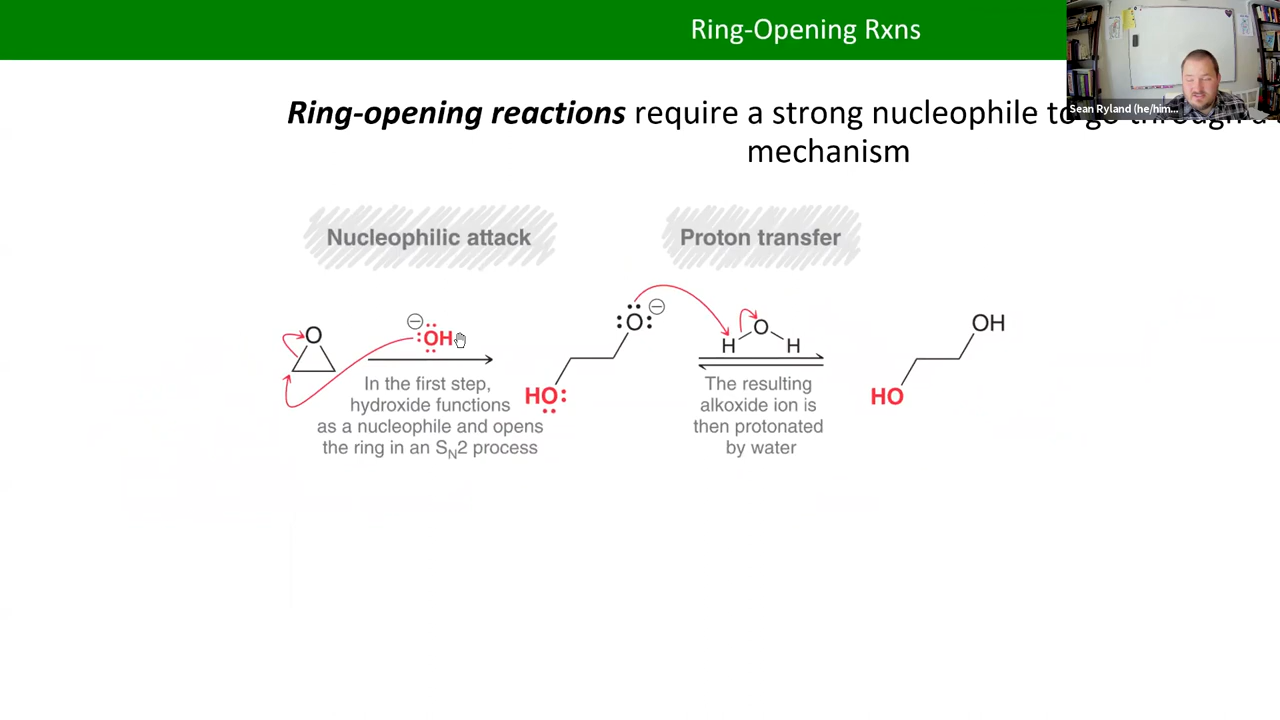 Ring-Opening Rxns
Sean Ryland (he/him...
Ring-opening reactions require a strong nucleophile to go through a
mechanism
Nucleophilic attack
Proton transfer
O
⊖
:OH
In the first step,
hydroxide functions
as a nucleophile and opens
the ring in an SN2 process
:O: ⊖
HO:
O
H H
The resulting
alkoxide ion is
then protonated
by water
OH
HO